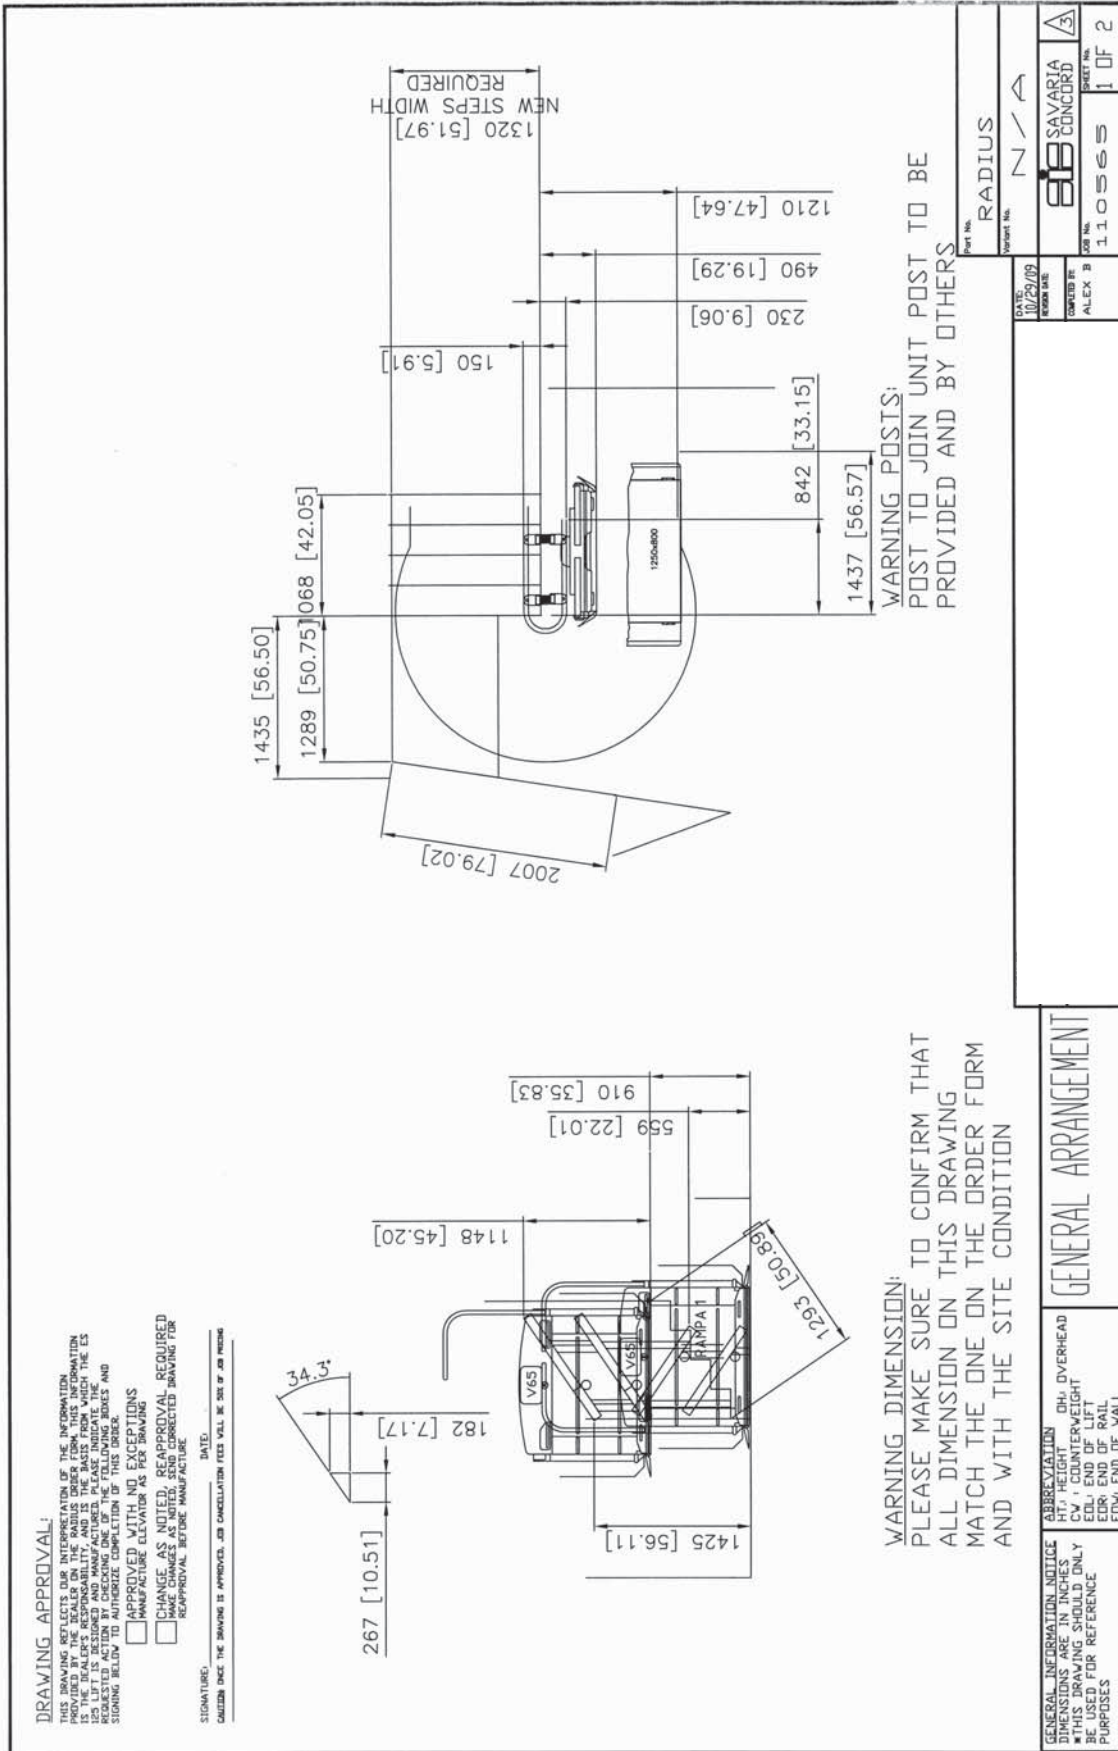 DRAWING APPROVAL:
THIS DRAWING REFLECTS OUR INTERPRETATON OF THE INFORMATION
PROVIDED BY THE DEALER ON THE RADIUS ORDER FORM. THIS INFORMATION
IS THE DEALER'S RESPONSABILITY, AND IS THE BASIS FROM WHICH THE ES
125 LIFT IS DESIGNED AND MANUFACTURED. PLEASE INDICATE THE
REQUESTED ACTION BY CHECKING ONE OF THE FOLLOWING BOXES AND
SIGNING BELOW TO AUTHORIZE COMPLETION OF THIS ORDER.
APPROVED WITH NO EXCEPTIONS
MANUFACTURE ELEVATOR AS PER DRAWING
CHANGE AS NOTED, REAPPROVAL REQUIRED
MAKE CHANGES AS NOTED, SEND CORRECTED DRAWING FOR
REAPPROVAL BEFORE MANUFACTURE
SIGNATURE: DATE:
CAUTION: ONCE THE DRAWING IS APPROVED, JOB CANCELLATION FEES WILL BE 50% OF JOB PRICING
34.3°
182 [7.17]
267 [10.51]
1148 [45.20]
V65
V65
RAMPA 1
1425 [56.11]
559 [22.01]
910 [35.83]
1293 [50.89]
1435 [56.50]
1289 [50.75]
1068 [42.05]
2007 [79.02]
1320 [51.97]
NEW STEPS WIDTH
REQUIRED
150 [5.91]
230 [9.06]
490 [19.29]
1210 [47.64]
1250x800
842 [33.15]
1437 [56.57]
WARNING DIMENSION:
PLEASE MAKE SURE TO CONFIRM THAT
ALL DIMENSION ON THIS DRAWING
MATCH THE ONE ON THE ORDER FORM
AND WITH THE SITE CONDITION
WARNING POSTS:
POST TO JOIN UNIT POST TO BE
PROVIDED AND BY OTHERS
GENERAL INFORMATION NOTICE
DIMENSIONS ARE IN INCHES
*THIS DRAWING SHOULD ONLY
BE USED FOR REFERENCE
PURPOSES
ABBREVIATION
HT.: HEIGHT OH.: OVERHEAD
CW : COUNTERWEIGHT
EOL: END OF LIFT
EOR: END OF RAIL
EOW: END OF WALL
GENERAL ARRANGEMENT
DATE:
10/29/09
REVISION DATE:
COMPLETED BY:
ALEX B
Part No.
RADIUS
Variant No.
N/A
SAVARIA
CONCORD
3
JOB No.
110565
SHEET No.
1 OF 2